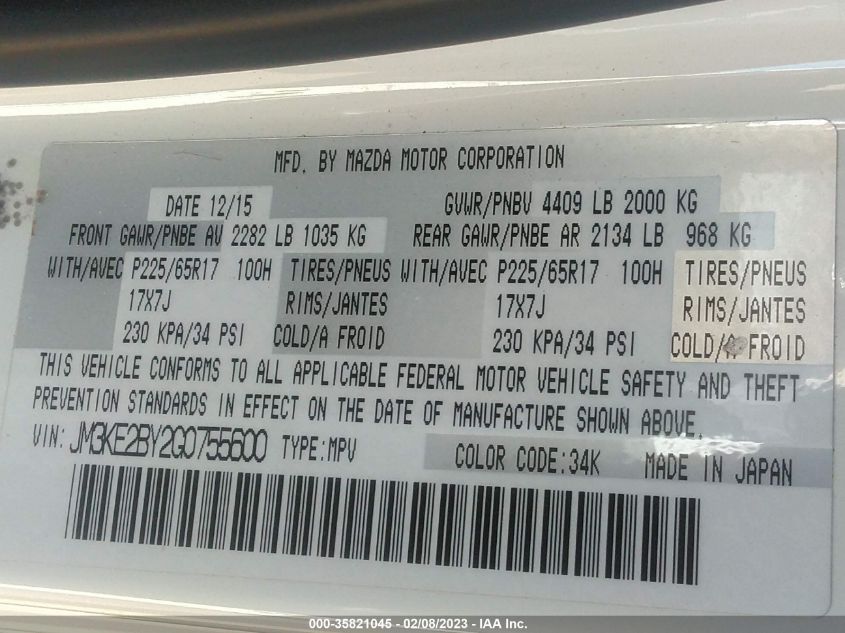 MFD. BY MAZDA MOTOR CORPORATION
DATE 12/15 GVWR/PNBV 4409 LB 2000 KG
FRONT GAWR/PNBE AV 2282 LB 1035 KG REAR GAWR/PNBE AR 2134 LB 968 KG
WITH/AVEC P225/65R17 100H TIRES/PNEUS WITH/AVEC P225/65R17 100H TIRES/PNEUS
17X7J RIMS/JANTES 17X7J RIMS/JANTES
230 KPA/34 PSI COLD/A FROID 230 KPA/34 PSI COLD/A FROID
THIS VEHICLE CONFORMS TO ALL APPLICABLE FEDERAL MOTOR VEHICLE SAFETY AND THEFT
PREVENTION STANDARDS IN EFFECT ON THE DATE OF MANUFACTURE SHOWN ABOVE.
VIN: JM3KE2BY2G0755600 TYPE:MPV COLOR CODE:34K MADE IN JAPAN
000-35821045 - 02/08/2023 - IAA Inc.